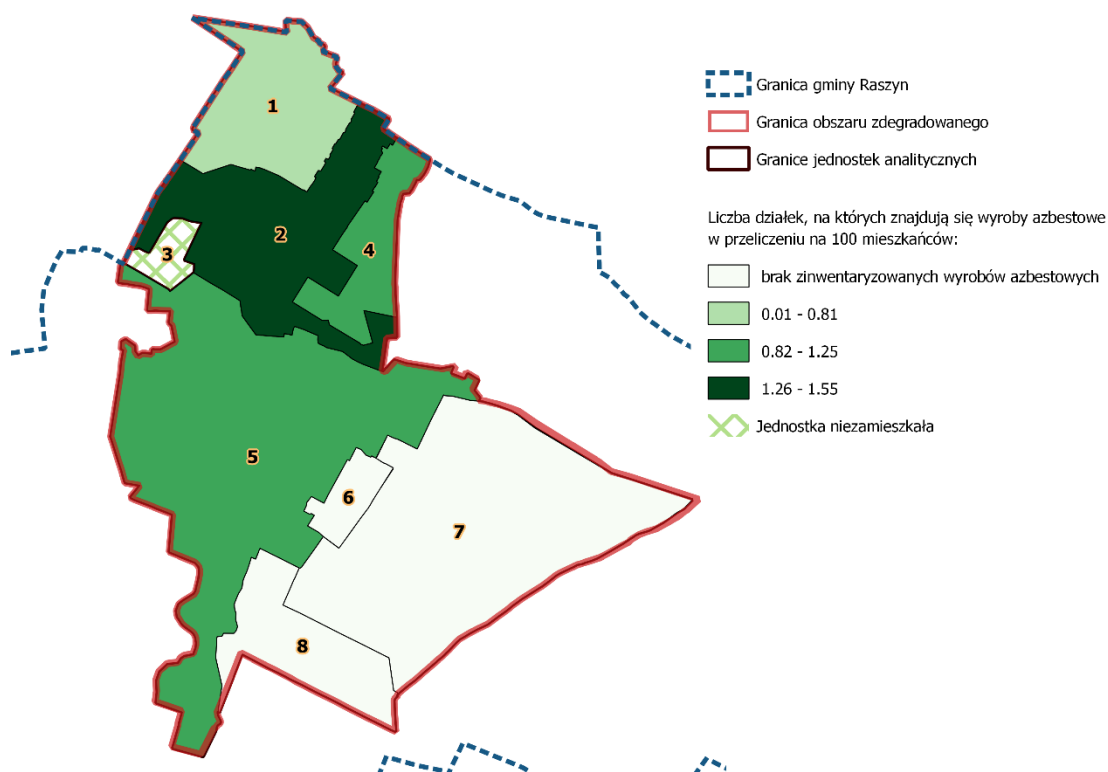 1
2
3
4
5
6
7
8
Granica gminy Raszyn
Granica obszaru zdegradowanego
Granice jednostek analitycznych
Liczba działek, na których znajdują się wyroby azbestowe
w przeliczeniu na 100 mieszkańców:
brak zinwentaryzowanych wyrobów azbestowych
0.01 - 0.81
0.82 - 1.25
1.26 - 1.55
Jednostka niezamieszkała